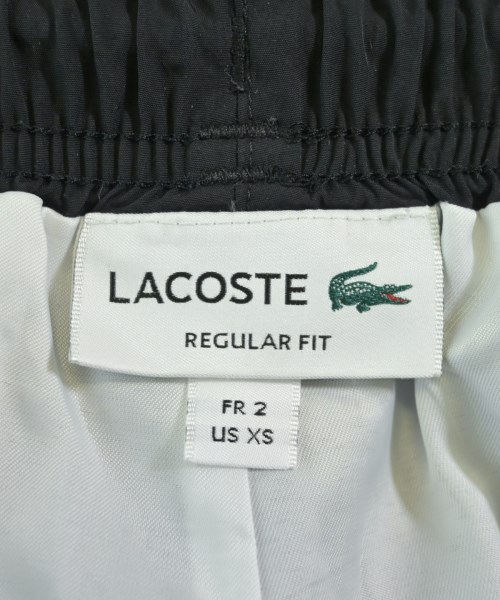 LACOSTE
REGULAR FIT
FR 2
US XS